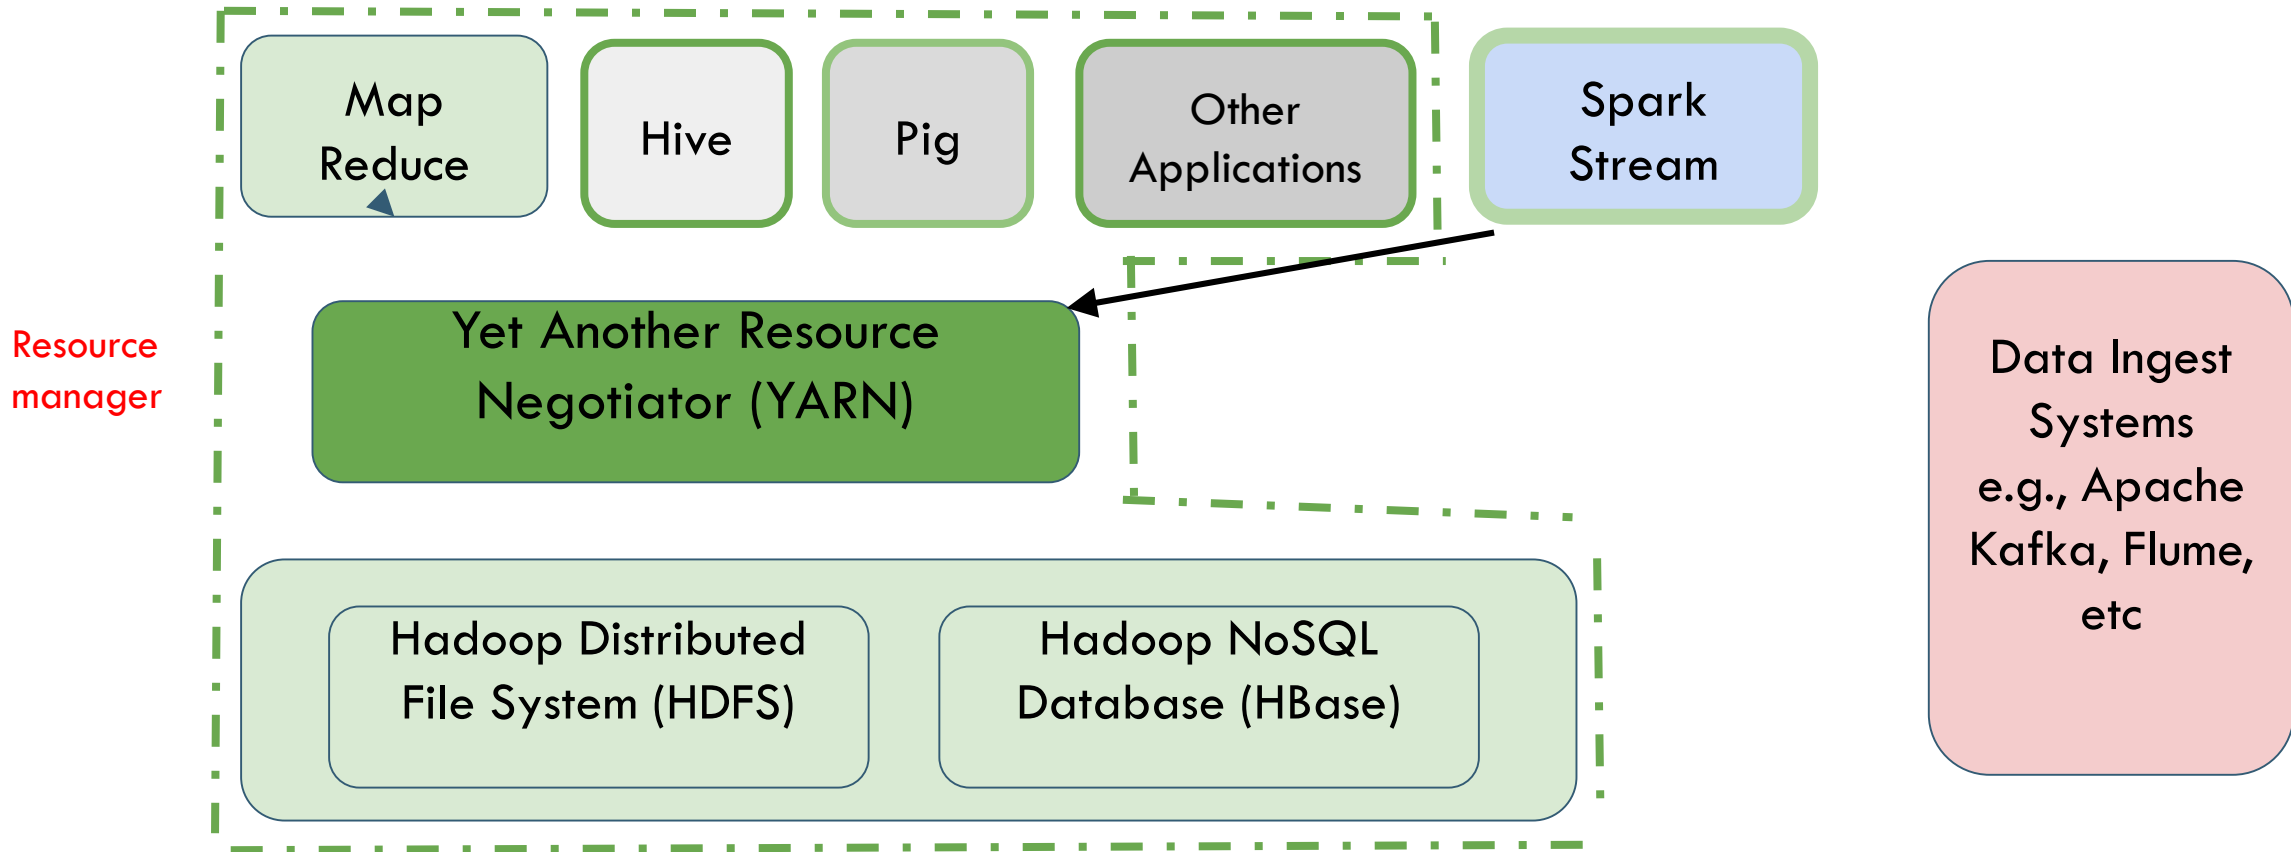 Map
Reduce
Hive
Pig
Other
Applications
Spark
Stream
Resource
manager
Yet Another Resource
Negotiator (YARN)
Data Ingest
Systems
e.g., Apache
Kafka, Flume,
etc
Hadoop Distributed
File System (HDFS)
Hadoop NoSQL
Database (HBase)